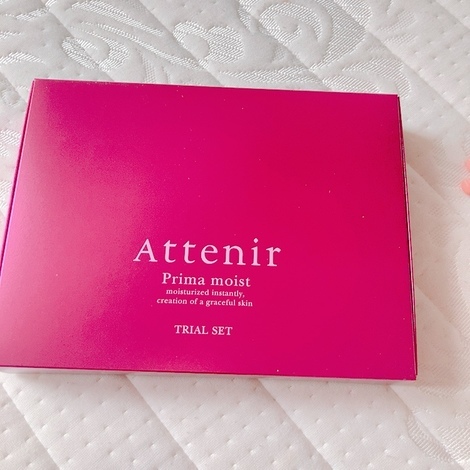 Attenir
Prima moist
moisturized instantly,
creation of a graceful skin
TRIAL SET